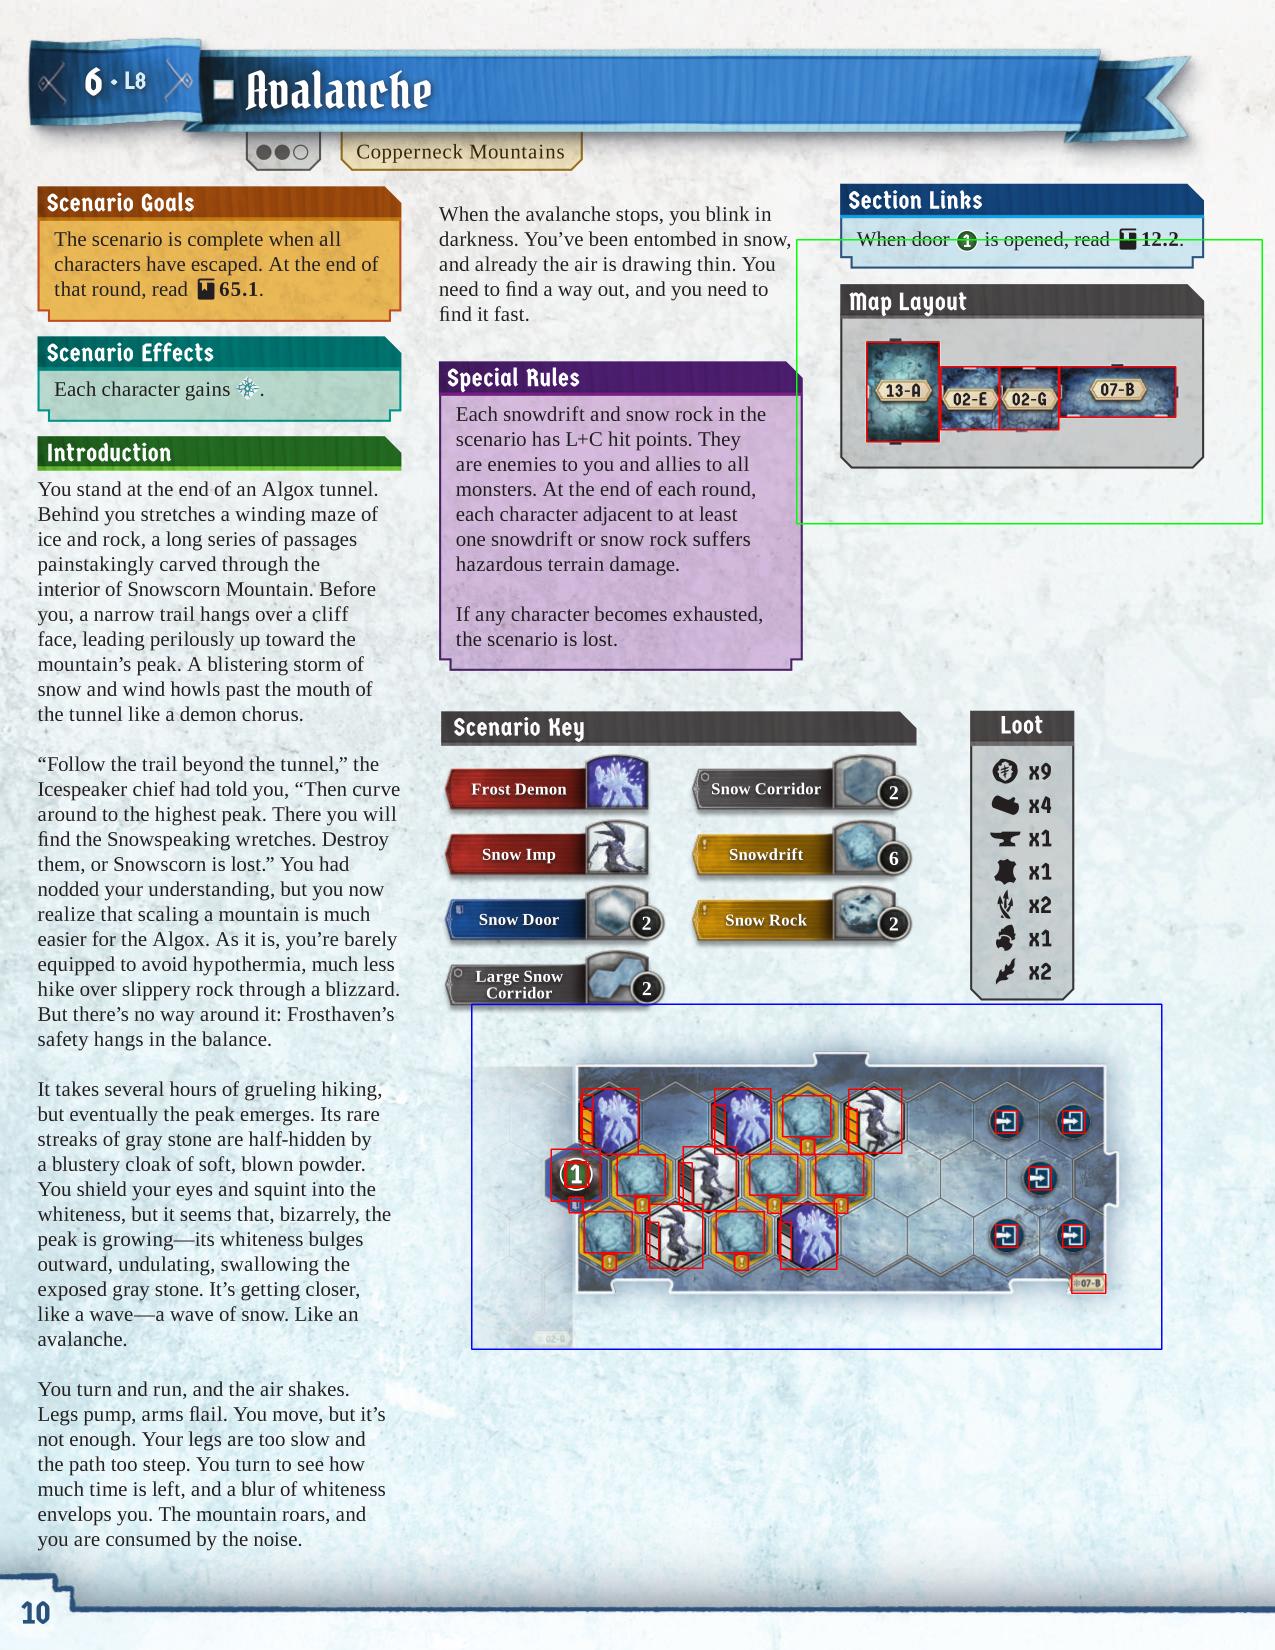 6 · L8
Avalanche
Copperneck Mountains
Scenario Goals
The scenario is complete when all
characters have escaped. At the end of
that round, read 65.1.
Scenario Effects
Each character gains .
Introduction
You stand at the end of an Algox tunnel.
Behind you stretches a winding maze of
ice and rock, a long series of passages
painstakingly carved through the
interior of Snowscorn Mountain. Before
you, a narrow trail hangs over a cliff
face, leading perilously up toward the
mountain’s peak. A blistering storm of
snow and wind howls past the mouth of
the tunnel like a demon chorus.
“Follow the trail beyond the tunnel,” the
Icespeaker chief had told you, “Then curve
around to the highest peak. There you will
find the Snowspeaking wretches. Destroy
them, or Snowscorn is lost.” You had
nodded your understanding, but you now
realize that scaling a mountain is much
easier for the Algox. As it is, you’re barely
equipped to avoid hypothermia, much less
hike over slippery rock through a blizzard.
But there’s no way around it: Frosthaven’s
safety hangs in the balance.
It takes several hours of grueling hiking,
but eventually the peak emerges. Its rare
streaks of gray stone are half-hidden by
a blustery cloak of soft, blown powder.
You shield your eyes and squint into the
whiteness, but it seems that, bizarrely, the
peak is growing—its whiteness bulges
outward, undulating, swallowing the
exposed gray stone. It’s getting closer,
like a wave—a wave of snow. Like an
avalanche.
You turn and run, and the air shakes.
Legs pump, arms flail. You move, but it’s
not enough. Your legs are too slow and
the path too steep. You turn to see how
much time is left, and a blur of whiteness
envelops you. The mountain roars, and
you are consumed by the noise.
When the avalanche stops, you blink in
darkness. You’ve been entombed in snow,
and already the air is drawing thin. You
need to find a way out, and you need to
find it fast.
Special Rules
Each snowdrift and snow rock in the
scenario has L+C hit points. They
are enemies to you and allies to all
monsters. At the end of each round,
each character adjacent to at least
one snowdrift or snow rock suffers
hazardous terrain damage.
If any character becomes exhausted,
the scenario is lost.
Section Links
When door 1 is opened, read 12.2.
Map Layout
13-A
02-E
02-G
07-B
Scenario Key
Frost Demon
Snow Corridor
2
Snow Imp
Snowdrift
6
Snow Door
2
Snow Rock
2
Large Snow
Corridor
2
Loot
x9
x4
x1
x1
x2
x1
x2
1
07-B
02-G
10